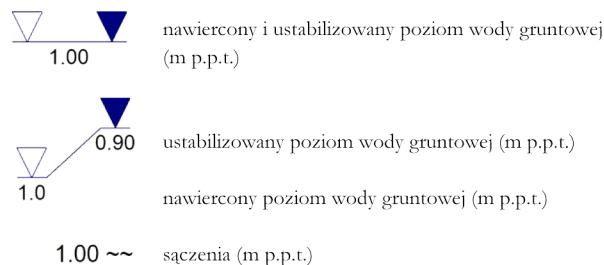 nawiercony i ustabilizowany poziom wody gruntowej
1.00
(m p.p.t.)
0.90
ustabilizowany poziom wody gruntowej (m p.p.t.)
1.0
nawiercony poziom wody gruntowej (m p.p.t.)
1.00 ~~ sączenia (m p.p.t.)